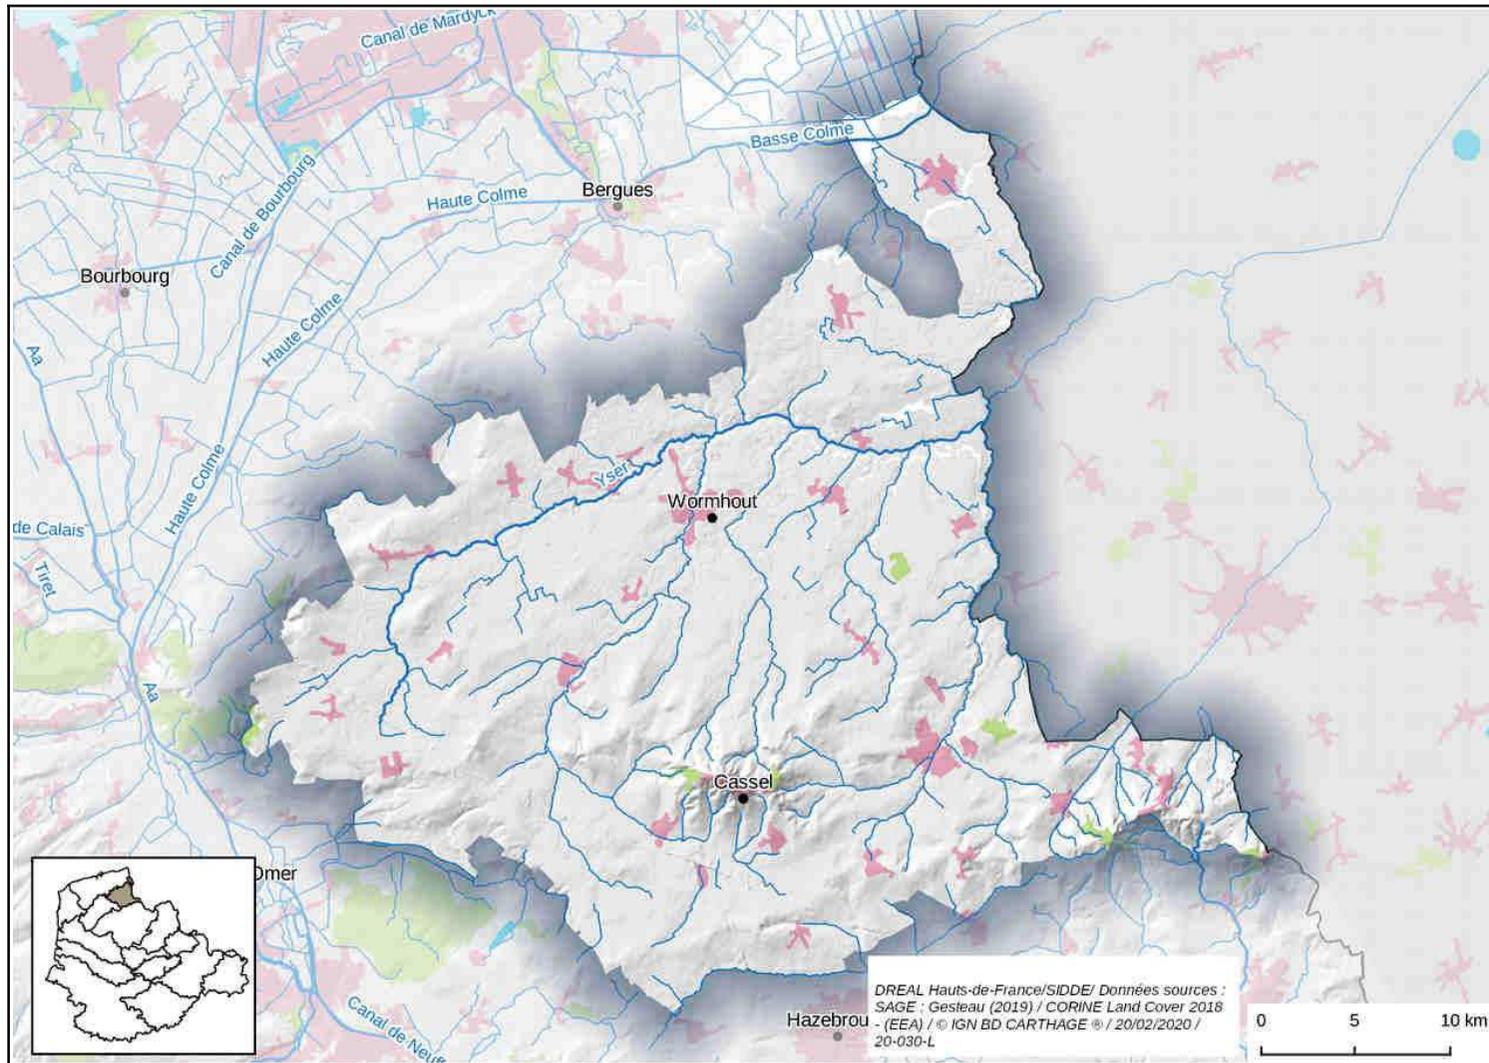 Canal de Mardyck
Basse Colme
Canal de Bourbourg
Haute Colme
Bergues
Bourbourg
Haute Colme
Aa
Haute Colme
Yser
Wormhout
de Calais
Tiret
Aa
Cassel
Omer
Canal de Neuff
Hazebrou
DREAL Hauts-de-France/SIDDE/ Données sources :
SAGE : Gesteau (2019) / CORINE Land Cover 2018
- (EEA) / © IGN BD CARTHAGE ® / 20/02/2020 /
20-030-L
0 5 10 km